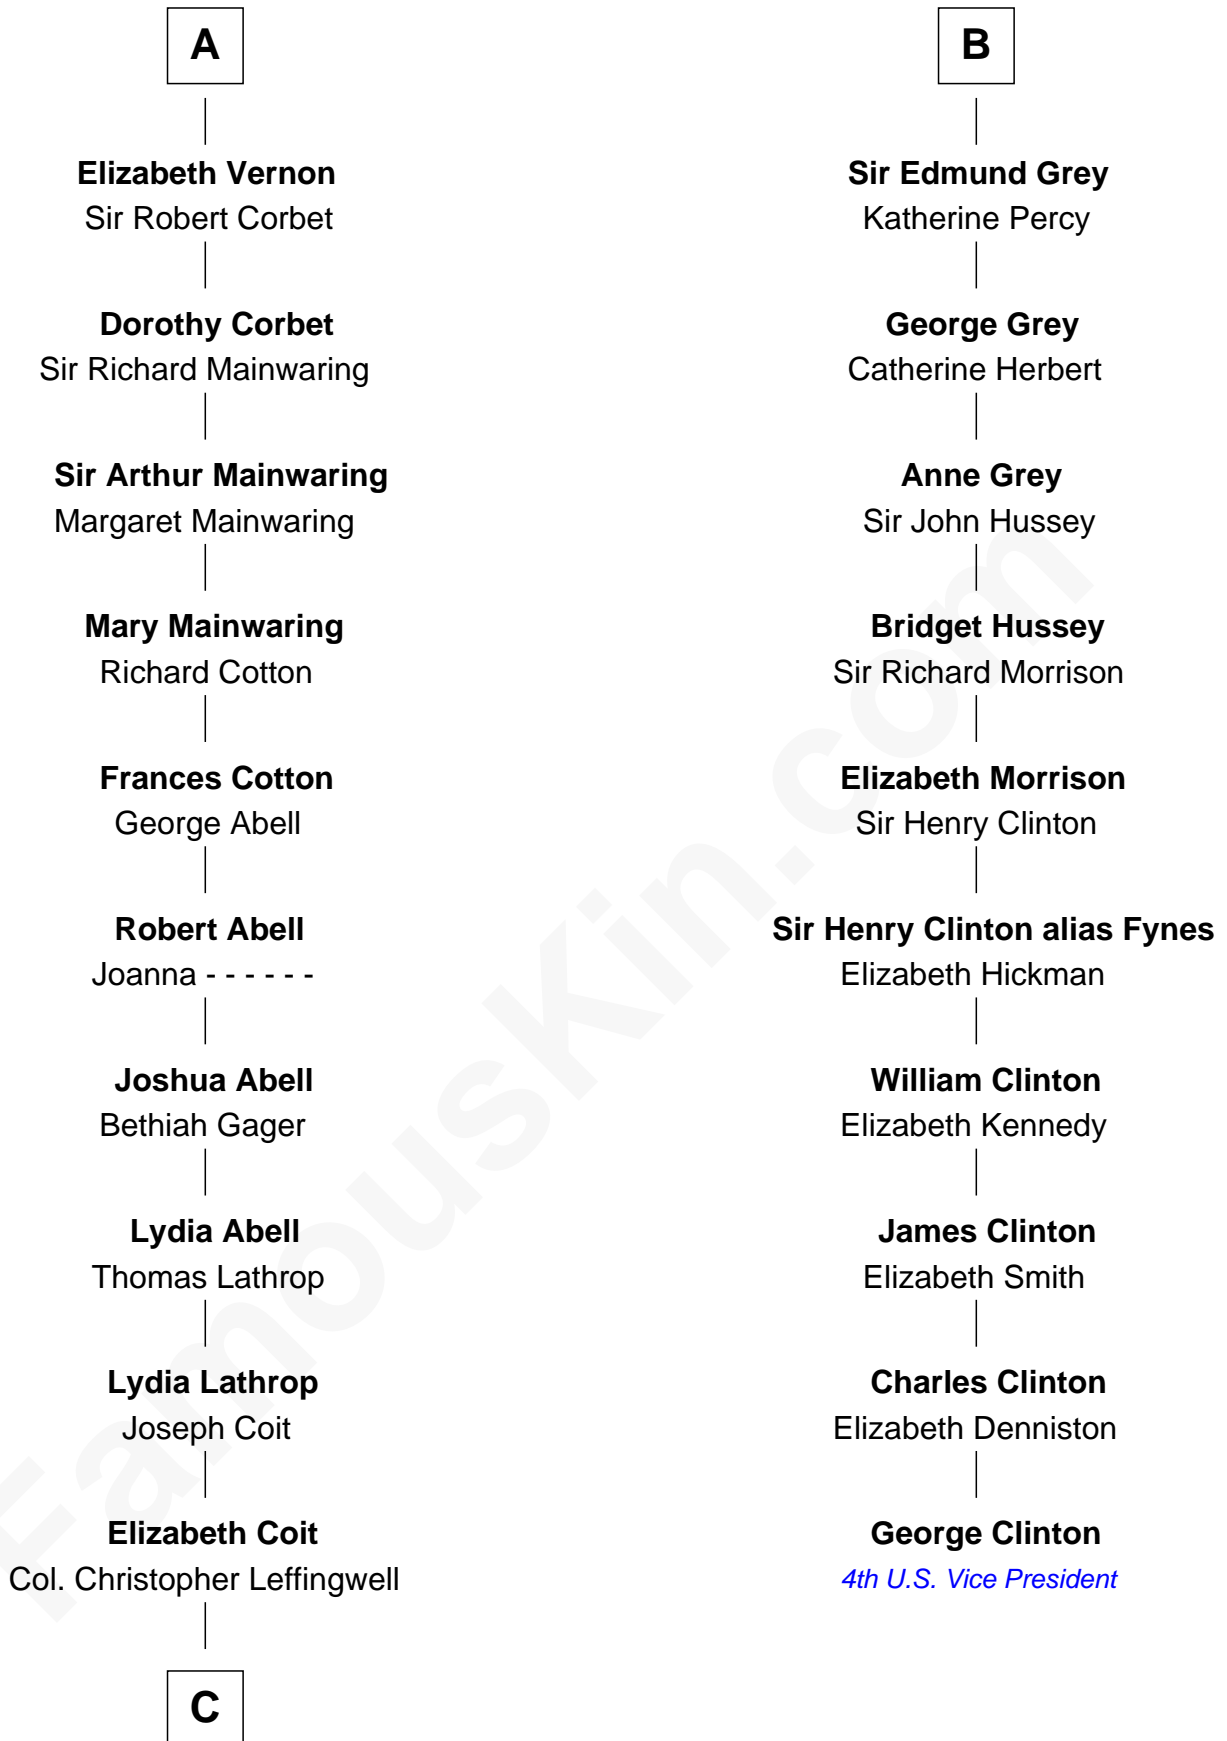 A
Elizabeth Vernon
Sir Robert Corbet
Dorothy Corbet
Sir Richard Mainwaring
Sir Arthur Mainwaring
Margaret Mainwaring
Mary Mainwaring
Richard Cotton
Frances Cotton
George Abell
Robert Abell
Joanna - - - - - -
Joshua Abell
Bethiah Gager
Lydia Abell
Thomas Lathrop
Lydia Lathrop
Joseph Coit
Elizabeth Coit
Col. Christopher Leffingwell
C
B
Sir Edmund Grey
Katherine Percy
George Grey
Catherine Herbert
Anne Grey
Sir John Hussey
Bridget Hussey
Sir Richard Morrison
Elizabeth Morrison
Sir Henry Clinton
Sir Henry Clinton alias Fynes
Elizabeth Hickman
William Clinton
Elizabeth Kennedy
James Clinton
Elizabeth Smith
Charles Clinton
Elizabeth Denniston
George Clinton
4th U.S. Vice President
FamousKin.com